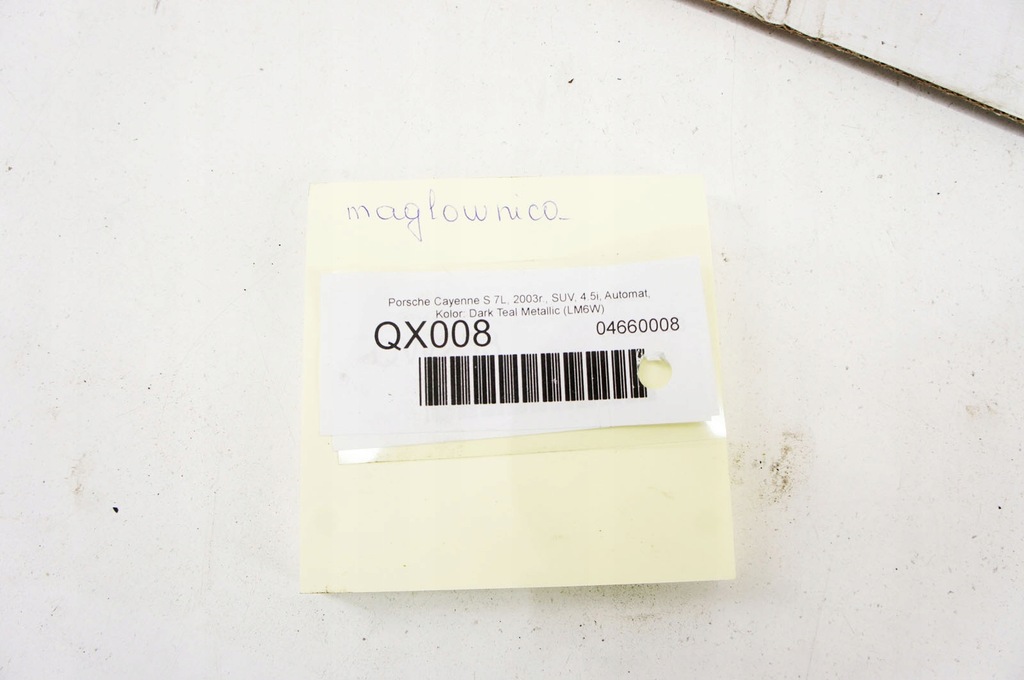 maglownica
Porsche Cayenne S 7L, 2003r., SUV, 4.5i, Automat,
Kolor: Dark Teal Metallic (LM6W)
QX008 04660008